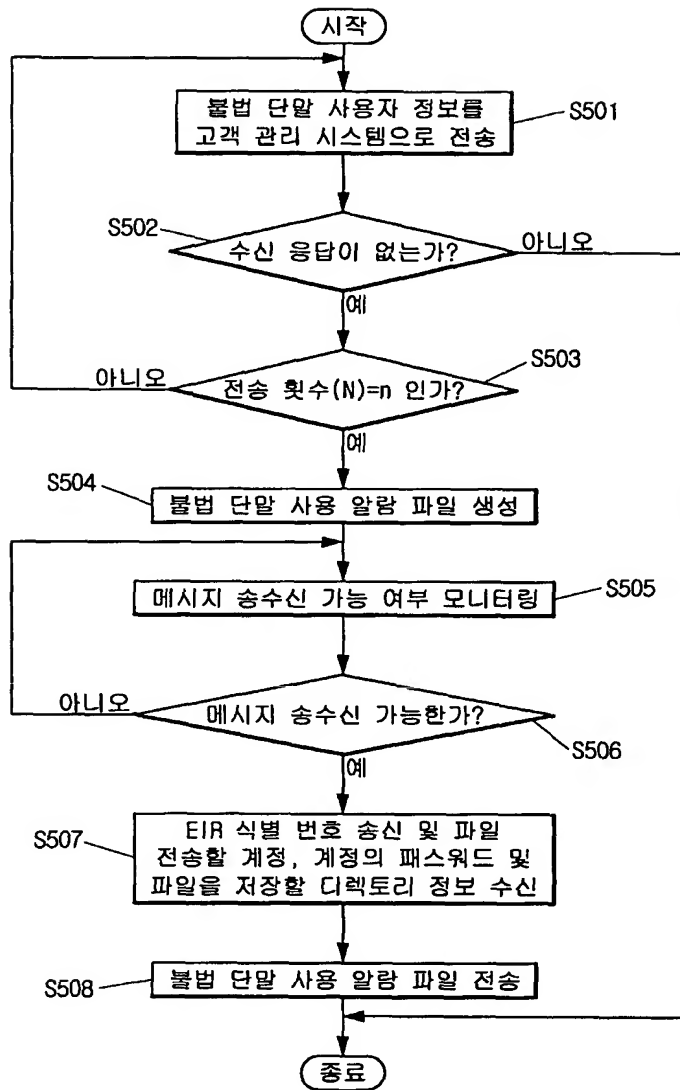 시작
불법 단말 사용자 정보를
고객 관리 시스템으로 전송
S501
S502
수신 응답이 없는가?
아니오
예
S503
아니오
전송 횟수(N)=n 인가?
예
S504
불법 단말 사용 알람 파일 생성
메시지 송수신 가능 여부 모니터링
S505
아니오
메시지 송수신 가능한가?
S506
예
S507
EIR 식별 번호 송신 및 파일
전송할 계정, 계정의 패스워드 및
파일을 저장할 디렉토리 정보 수신
S508
불법 단말 사용 알람 파일 전송
종료